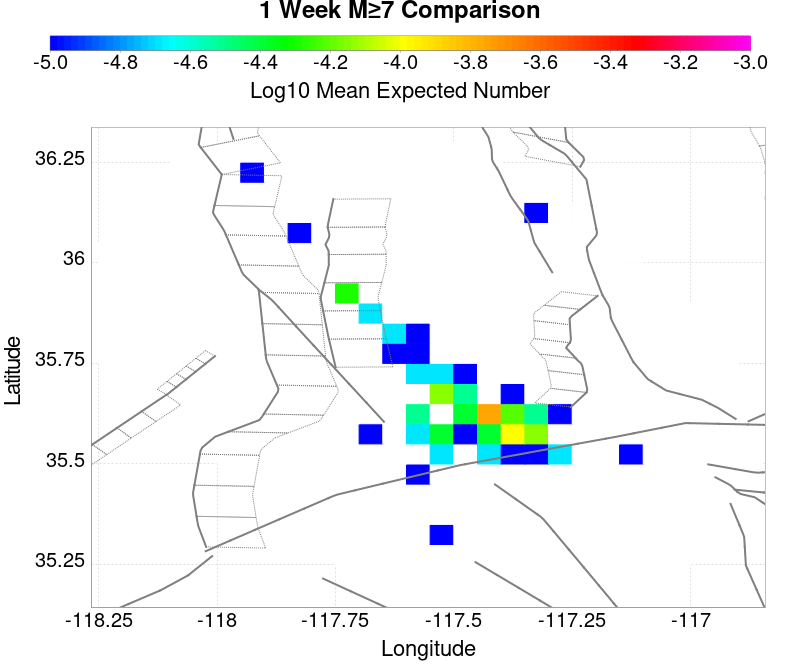 1 Week M≥7 Comparison
-5.0 -4.8 -4.6 -4.4 -4.2 -4.0 -3.8 -3.6 -3.4 -3.2 -3.0
Log10 Mean Expected Number
36.25
36
35.75
35.5
35.25
Latitude
-118.25 -118 -117.75 -117.5 -117.25 -117
Longitude